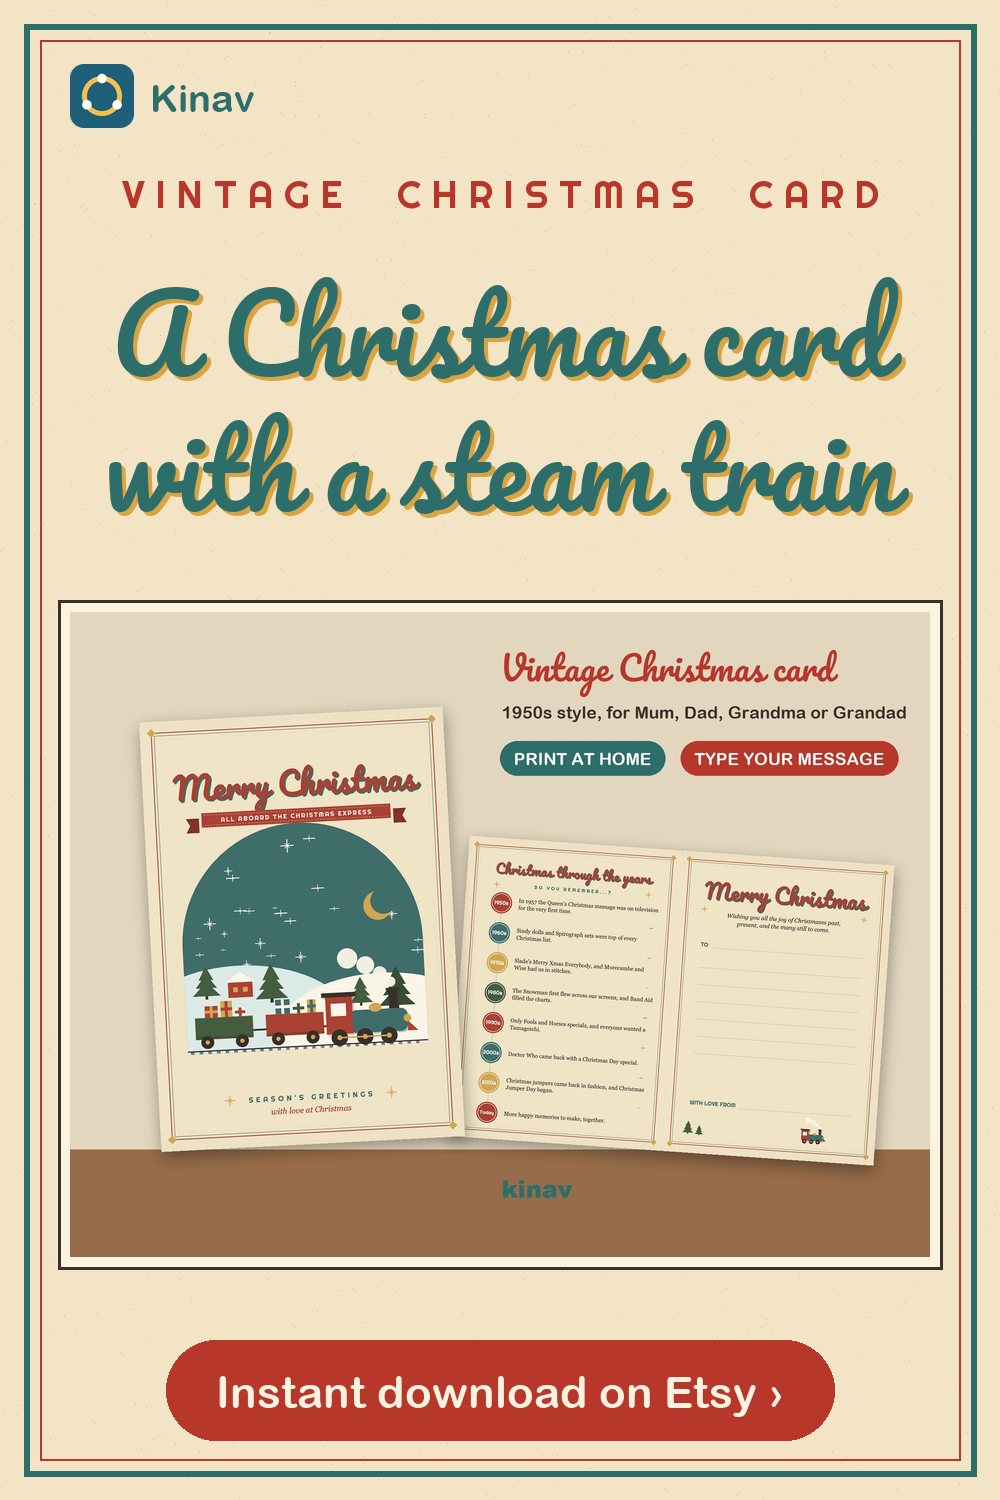 Kinav
VINTAGE CHRISTMAS CARD
A Christmas card
with a steam train
Vintage Christmas card
1950s style, for Mum, Dad, Grandma or Grandad
PRINT AT HOME
TYPE YOUR MESSAGE
Merry Christmas
ALL ABOARD THE CHRISTMAS EXPRESS
SEASON'S GREETINGS
with love at Christmas
Christmas through the years
DO YOU REMEMBER...?
1950s
In 1957 the Queen's Christmas message was on television
for the very first time.
1960s
Sindy dolls and Spirograph sets were top of every
Christmas list.
1970s
Slade's Merry Xmas Everybody, and Morecambe and
Wise had us in stitches.
1980s
The Snowman first flew across our screens, and Band Aid
filled the charts.
1990s
Only Fools and Horses specials, and everyone wanted a
Tamagotchi.
2000s
Doctor Who came back with a Christmas Day special.
2010s
Christmas jumpers came back in fashion, and Christmas
Jumper Day began.
Today
More happy memories to make, together.
Merry Christmas
Wishing you all the joy of Christmases past,
present, and the many still to come.
TO
WITH LOVE FROM
kinav
Instant download on Etsy ›